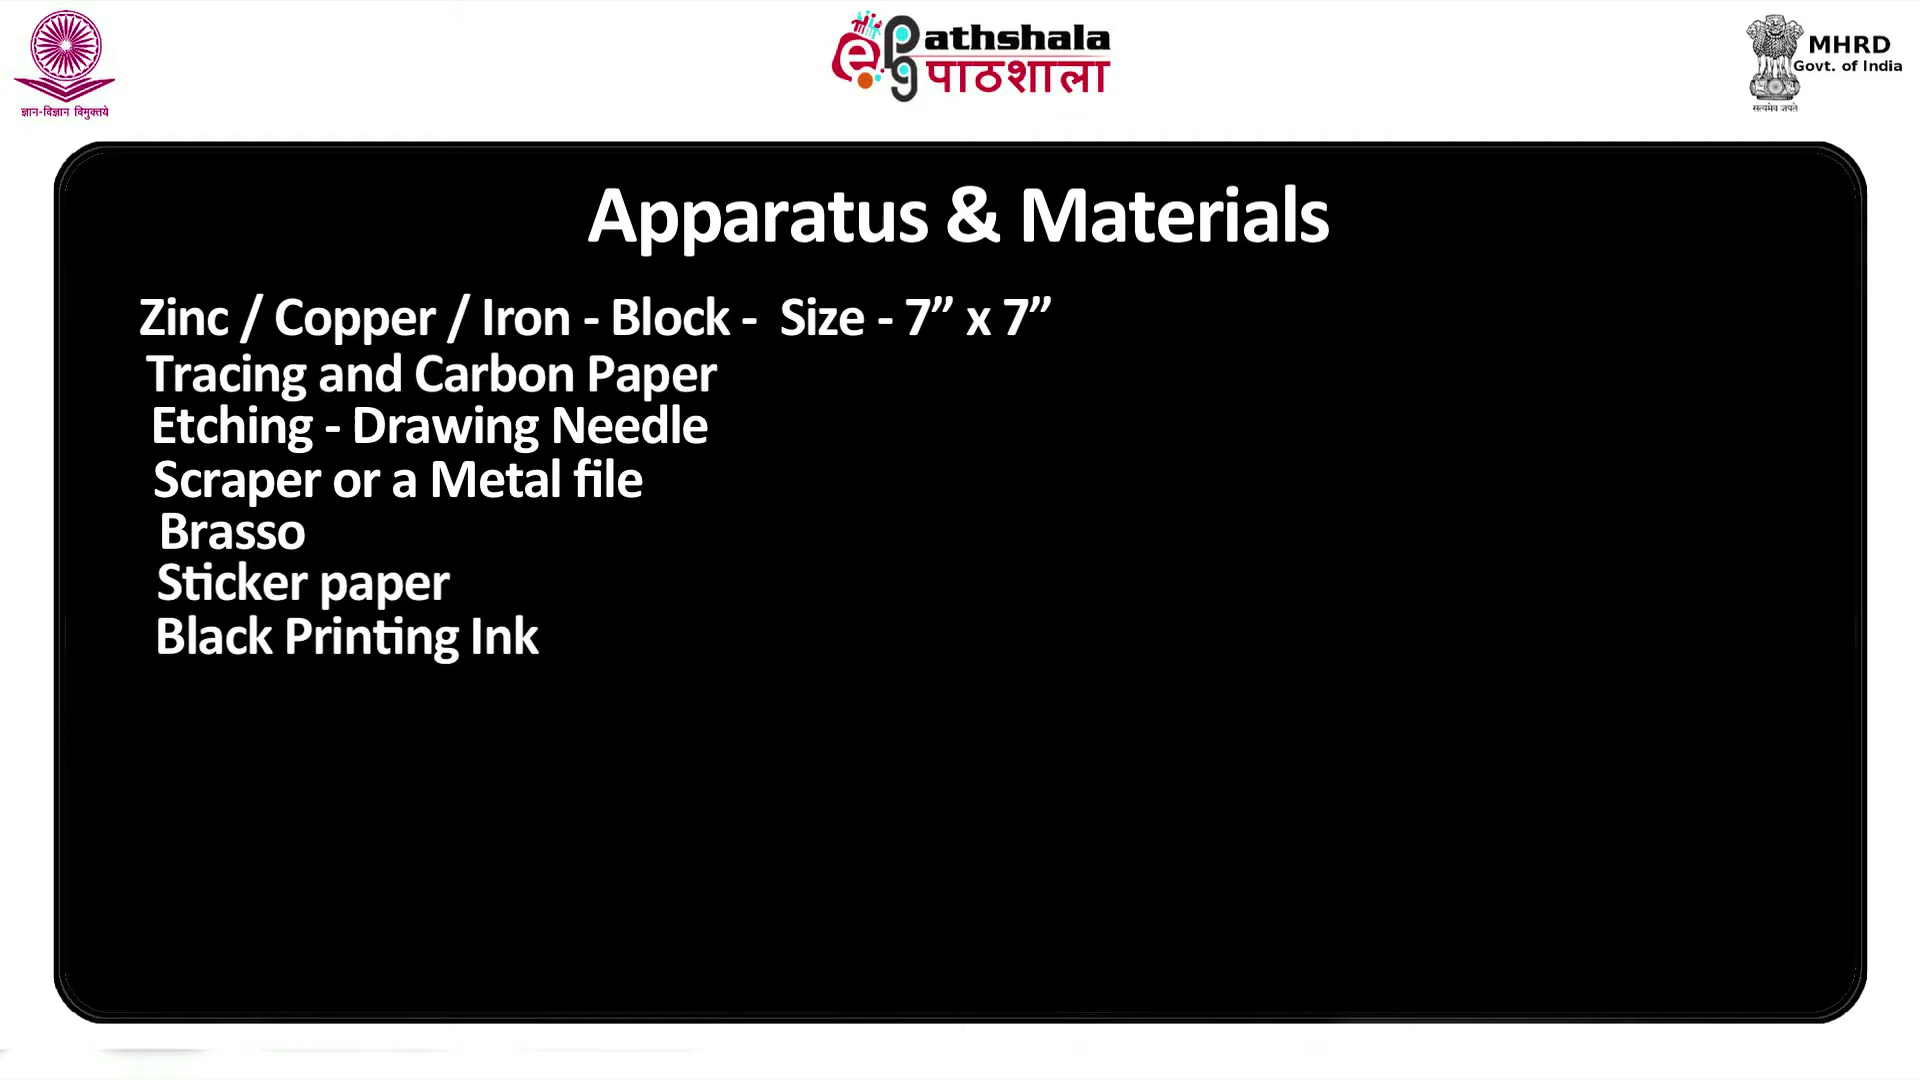 ज्ञान-विज्ञान विमुक्तये
ePathshala
पाठशाला
MHRD
Govt. of India
सत्यमेव जयते
Apparatus & Materials
Zinc / Copper / Iron - Block - Size - 7” x 7”
Tracing and Carbon Paper
Etching - Drawing Needle
Scraper or a Metal file
Brasso
Sticker paper
Black Printing Ink